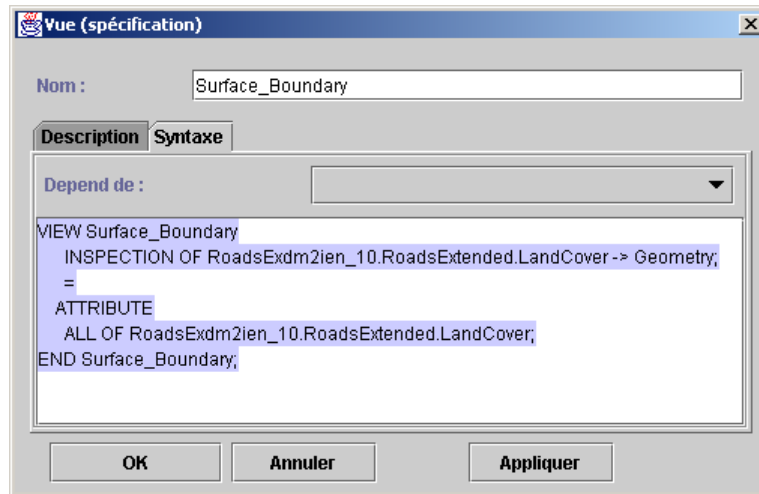 Vue (spécification)
Nom :
Surface_Boundary
Description Syntaxe
Depend de :
VIEW Surface_Boundary
INSPECTION OF RoadsExdm2ien_10.RoadsExtended.LandCover -> Geometry;
=
ATTRIBUTE
ALL OF RoadsExdm2ien_10.RoadsExtended.LandCover;
END Surface_Boundary;
OK Annuler Appliquer